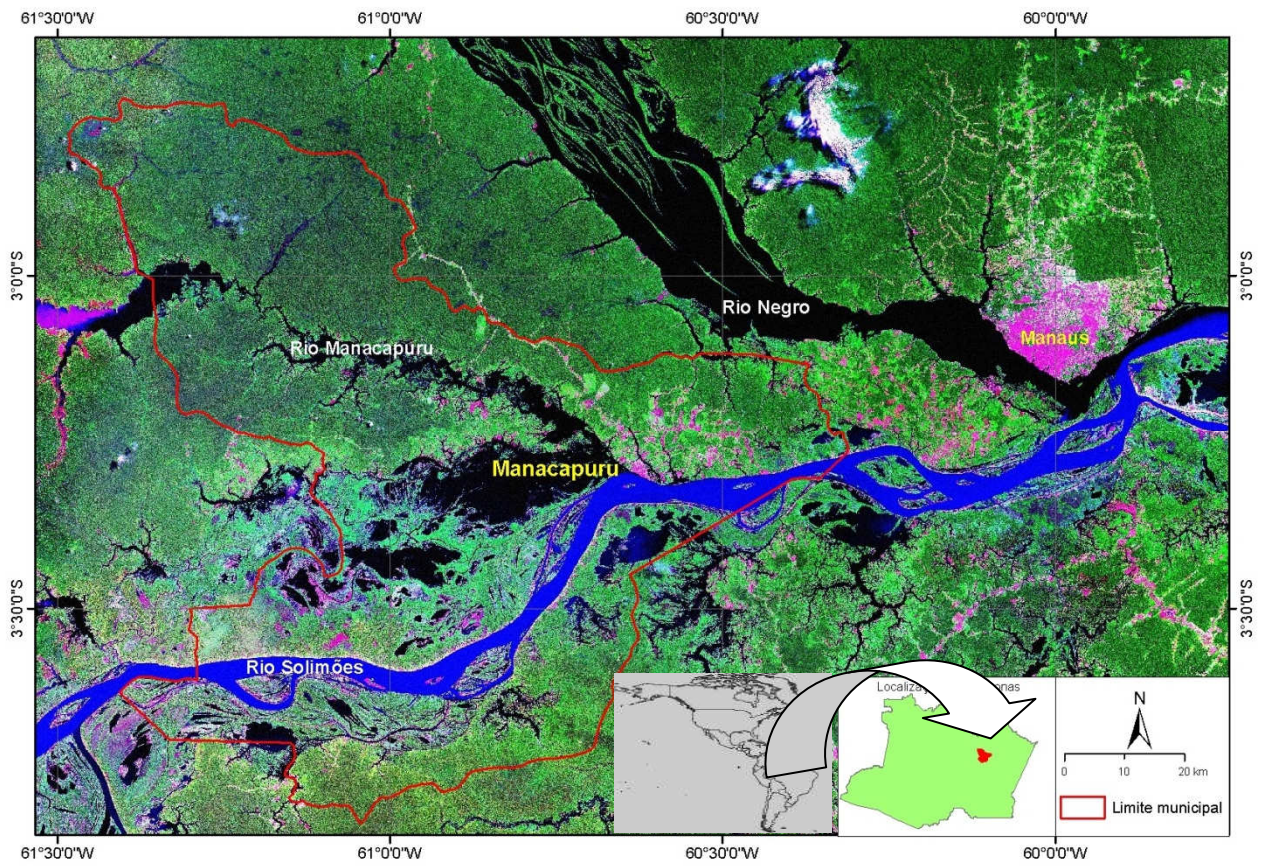 61°30'0"W 61°0'0"W 60°30'0"W 60°0'0"W
3°0'0"S 3°0'0"S
Rio Negro
Manaus
Rio Manacapuru
Manacapuru
3°30'0"S 3°30'0"S
Rio Solimões
N
0 10 20 km
Limite municipal
61°30'0"W 61°0'0"W 60°30'0"W 60°0'0"W